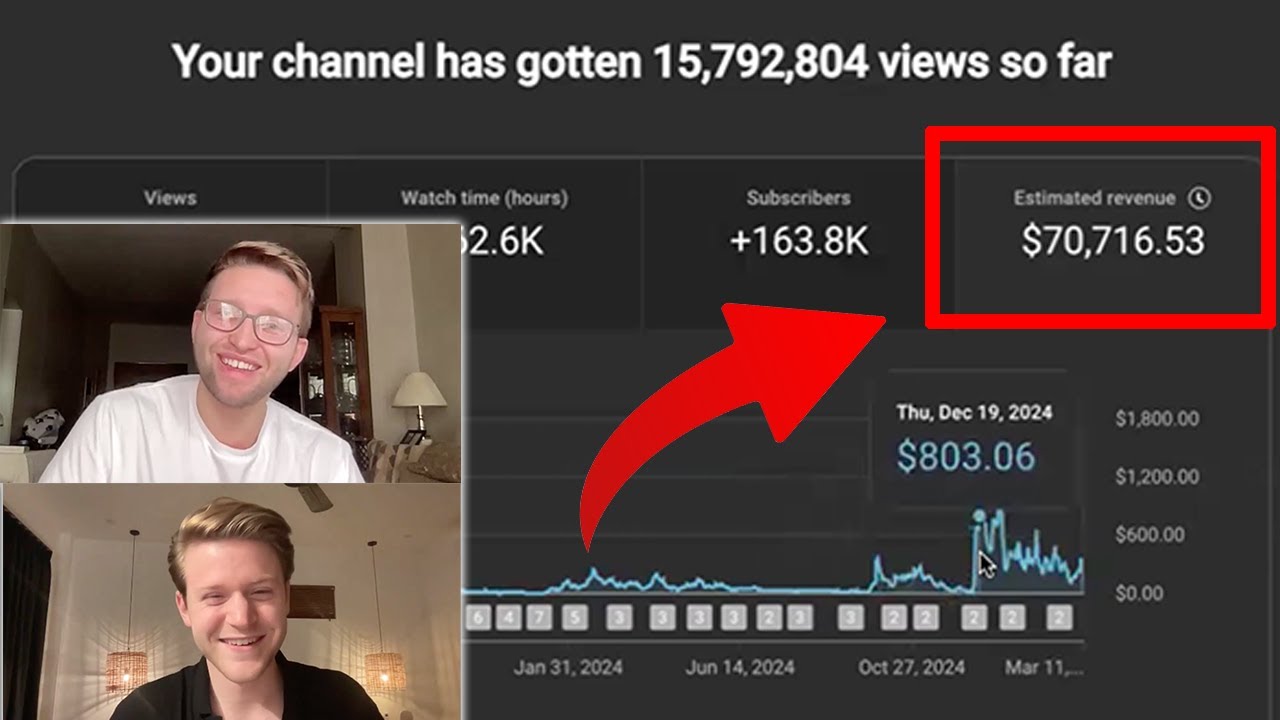 Your channel has gotten 15,792,804 views so far
Views
Watch time (hours)
62.6K
Subscribers
+163.8K
Estimated revenue
$70,716.53
Thu, Dec 19, 2024
$803.06
$1,800.00
$1,200.00
$600.00
$0.00
6 4 7 5 3 3 3 3 2 3 3 2 2 2 2 2
Jan 31, 2024 Jun 14, 2024 Oct 27, 2024 Mar 11,...